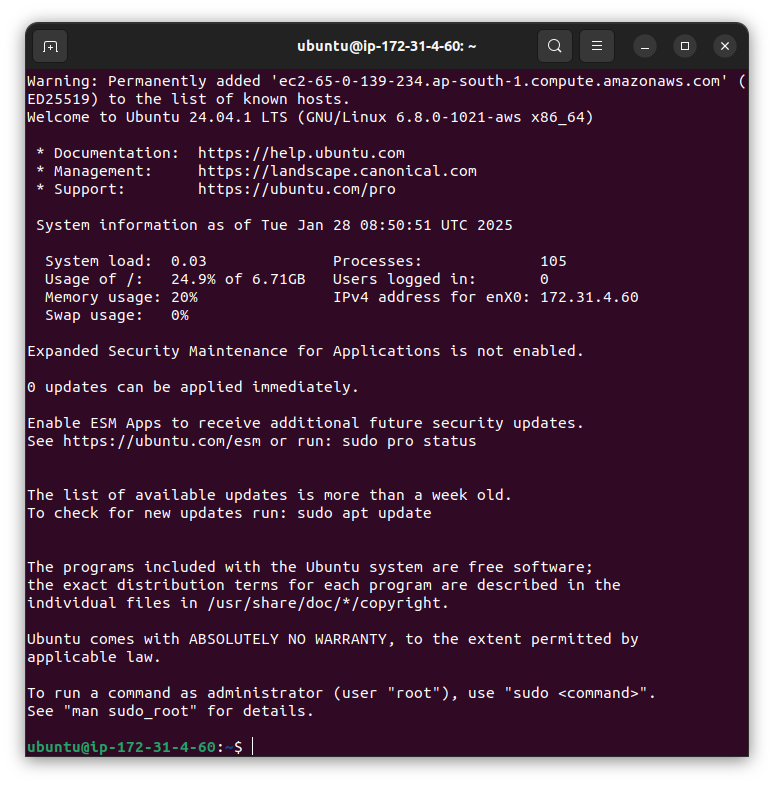 ubuntu@ip-172-31-4-60: ~
Warning: Permanently added 'ec2-65-0-139-234.ap-south-1.compute.amazonaws.com' (
ED25519) to the list of known hosts.
Welcome to Ubuntu 24.04.1 LTS (GNU/Linux 6.8.0-1021-aws x86_64)
* Documentation:  https://help.ubuntu.com
* Management:     https://landscape.canonical.com
* Support:        https://ubuntu.com/pro
System information as of Tue Jan 28 08:50:51 UTC 2025
System load:  0.03              Processes:             105
Usage of /:   24.9% of 6.71GB   Users logged in:       0
Memory usage: 20%               IPv4 address for enX0: 172.31.4.60
Swap usage:   0%
Expanded Security Maintenance for Applications is not enabled.
0 updates can be applied immediately.
Enable ESM Apps to receive additional future security updates.
See https://ubuntu.com/esm or run: sudo pro status
The list of available updates is more than a week old.
To check for new updates run: sudo apt update
The programs included with the Ubuntu system are free software;
the exact distribution terms for each program are described in the
individual files in /usr/share/doc/*/copyright.
Ubuntu comes with ABSOLUTELY NO WARRANTY, to the extent permitted by
applicable law.
To run a command as administrator (user "root"), use "sudo <command>".
See "man sudo_root" for details.
ubuntu@ip-172-31-4-60:~$